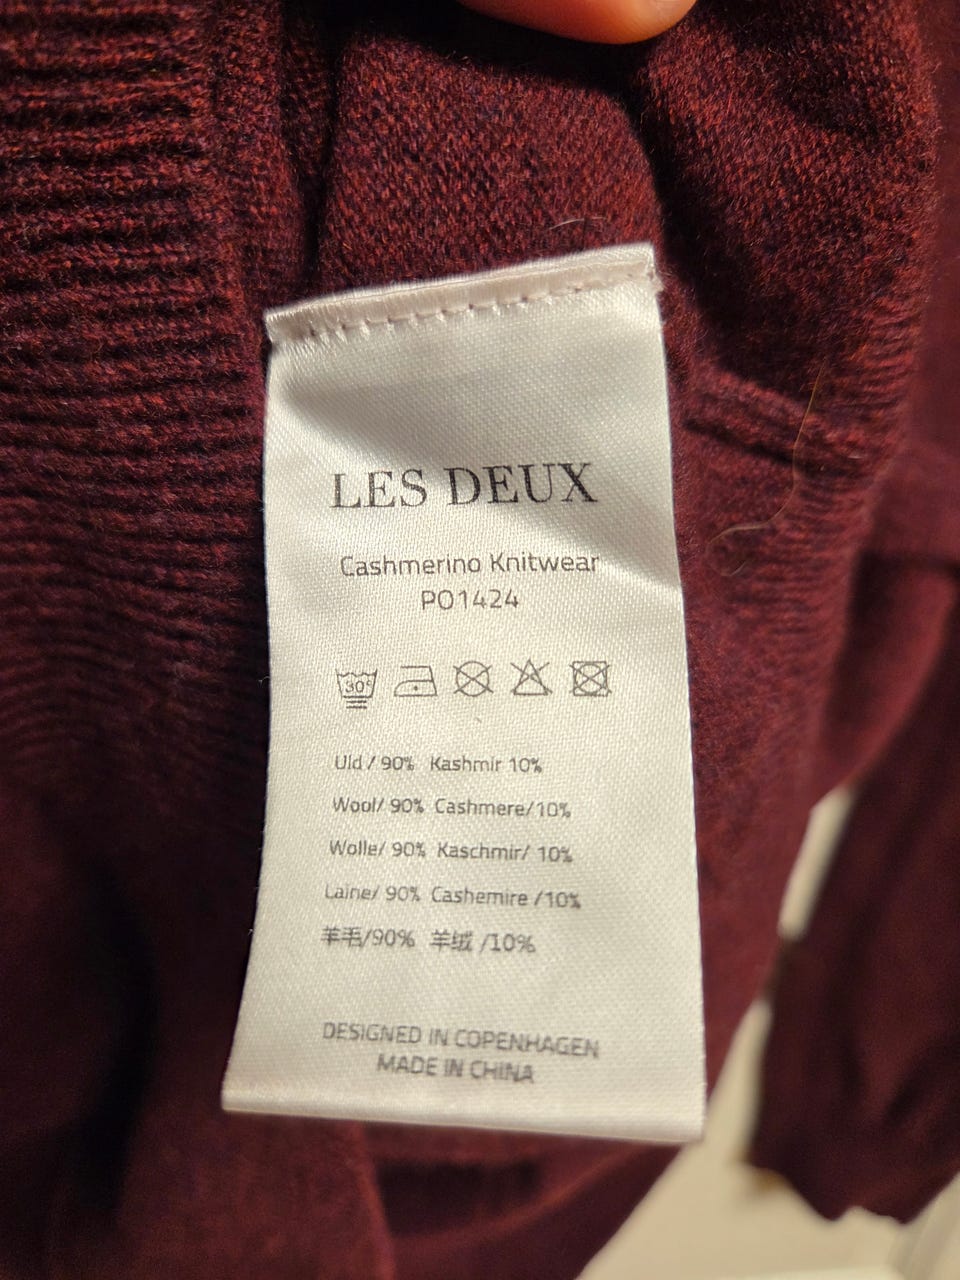 LES DEUX
Cashmerino Knitwear
PO1424
30°
Uld / 90% Kashmir 10%
Wool/ 90% Cashmere/10%
Wolle/ 90% Kaschmir/ 10%
Laine/ 90% Cashemire /10%
羊毛/90% 羊绒 /10%
DESIGNED IN COPENHAGEN
MADE IN CHINA